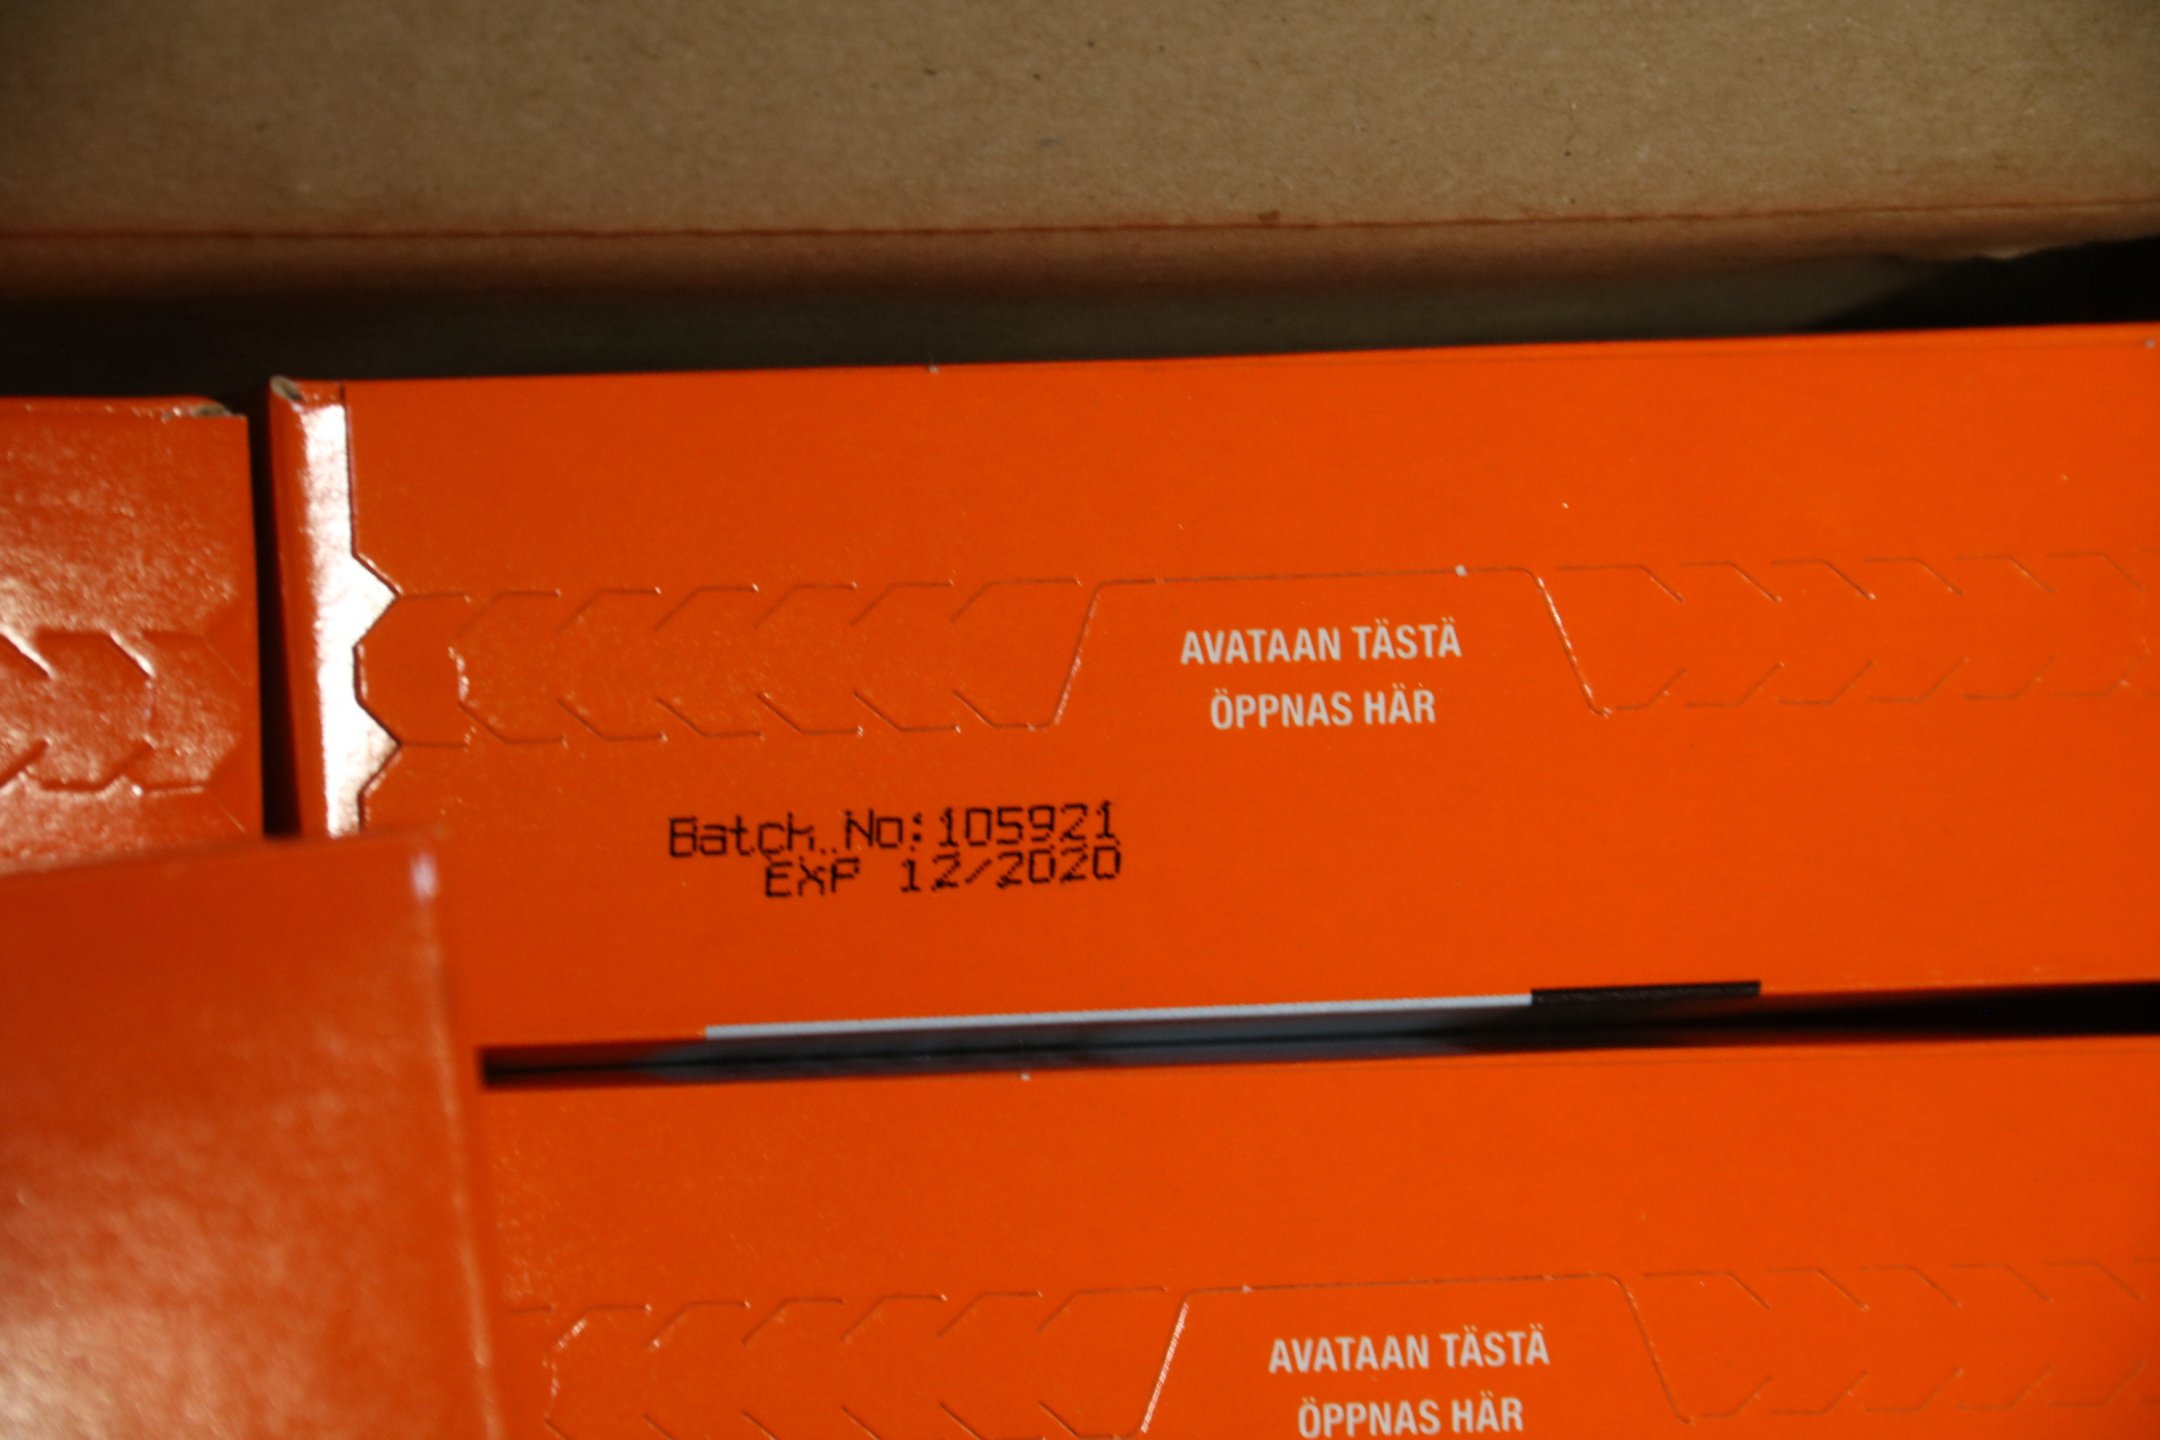 AVATAAN TÄSTÄ
ÖPPNAS HÄR
Batch. No:105921
EXP 12/2020
AVATAAN TÄSTÄ
ÖPPNAS HÄR